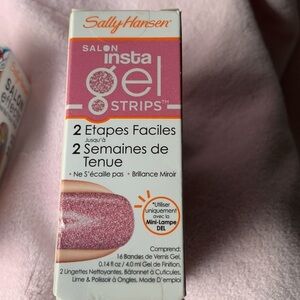 Sally Hansen
SALON
insta
gel
STRIPS™
2 Etapes Faciles
Jusqu'à
2 Semaines de
Tenue
• Ne S'écaille pas • Brillance Miroir
*Utiliser
uniquement
avec la
Mini-Lampe
DEL
Comprend:
16 Bandes de Vernis Gel,
0.14 fl oz / 4.0 ml Gel de Finition,
2 Lingettes Nettoyantes, Bâtonnet à Cuticules,
Lime & Polissoir à Ongles, Mode D'emploi
SALON